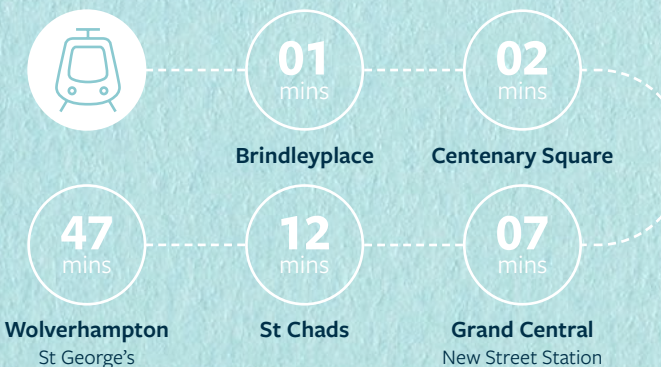 01
mins
Brindleyplace
02
mins
Centenary Square
07
mins
Grand Central
New Street Station
12
mins
St Chads
47
mins
Wolverhampton
St George's